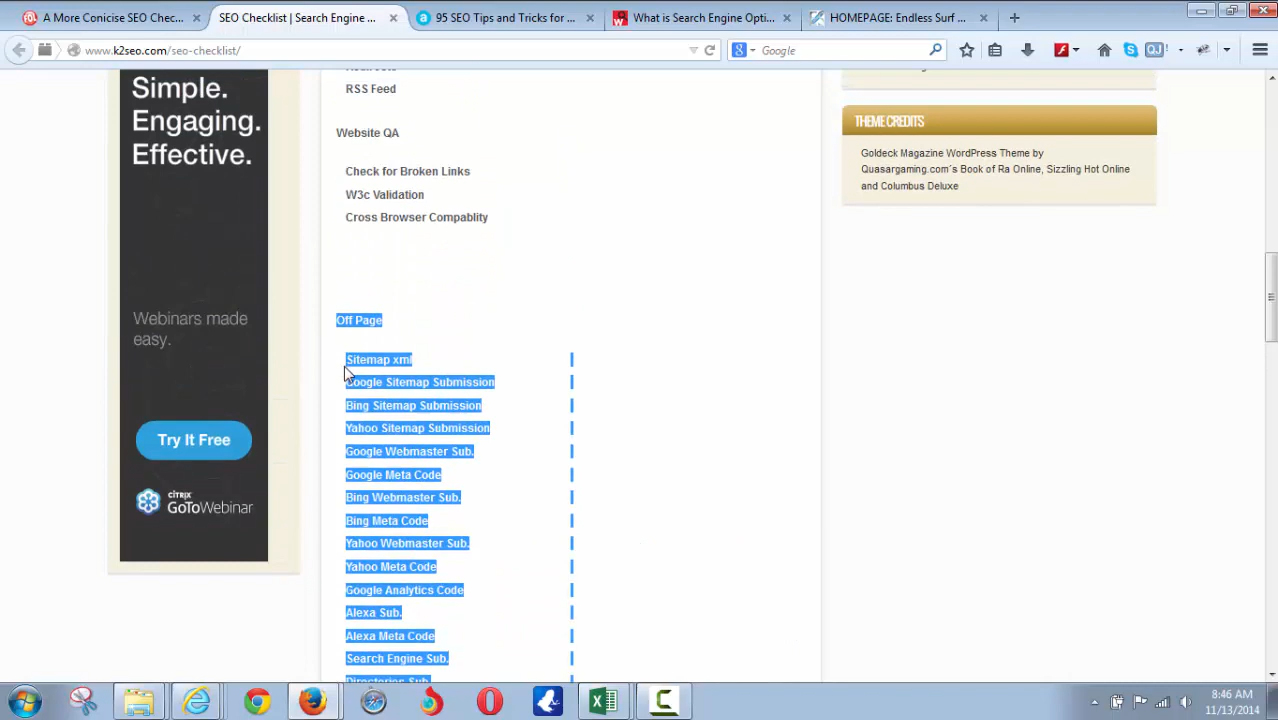 A More Conicise SEO Chec...
SEO Checklist | Search Engine ...
95 SEO Tips and Tricks for ...
What is Search Engine Opti...
HOMEPAGE: Endless Surf ...
www.k2seo.com/seo-checklist/
Google
Simple.
Engaging.
Effective.
Webinars made
easy.
Try It Free
CITRIX
GoToWebinar
RSS Feed
Website QA
Check for Broken Links
W3c Validation
Cross Browser Compablity
Off Page
Sitemap xml
Google Sitemap Submission
Bing Sitemap Submission
Yahoo Sitemap Submission
Google Webmaster Sub.
Google Meta Code
Bing Webmaster Sub.
Bing Meta Code
Yahoo Webmaster Sub.
Yahoo Meta Code
Google Analytics Code
Alexa Sub.
Alexa Meta Code
Search Engine Sub.
Directories Sub.
THEME CREDITS
Goldeck Magazine WordPress Theme by
Quasargaming.com´s Book of Ra Online, Sizzling Hot Online
and Columbus Deluxe
8:46 AM
11/13/2014